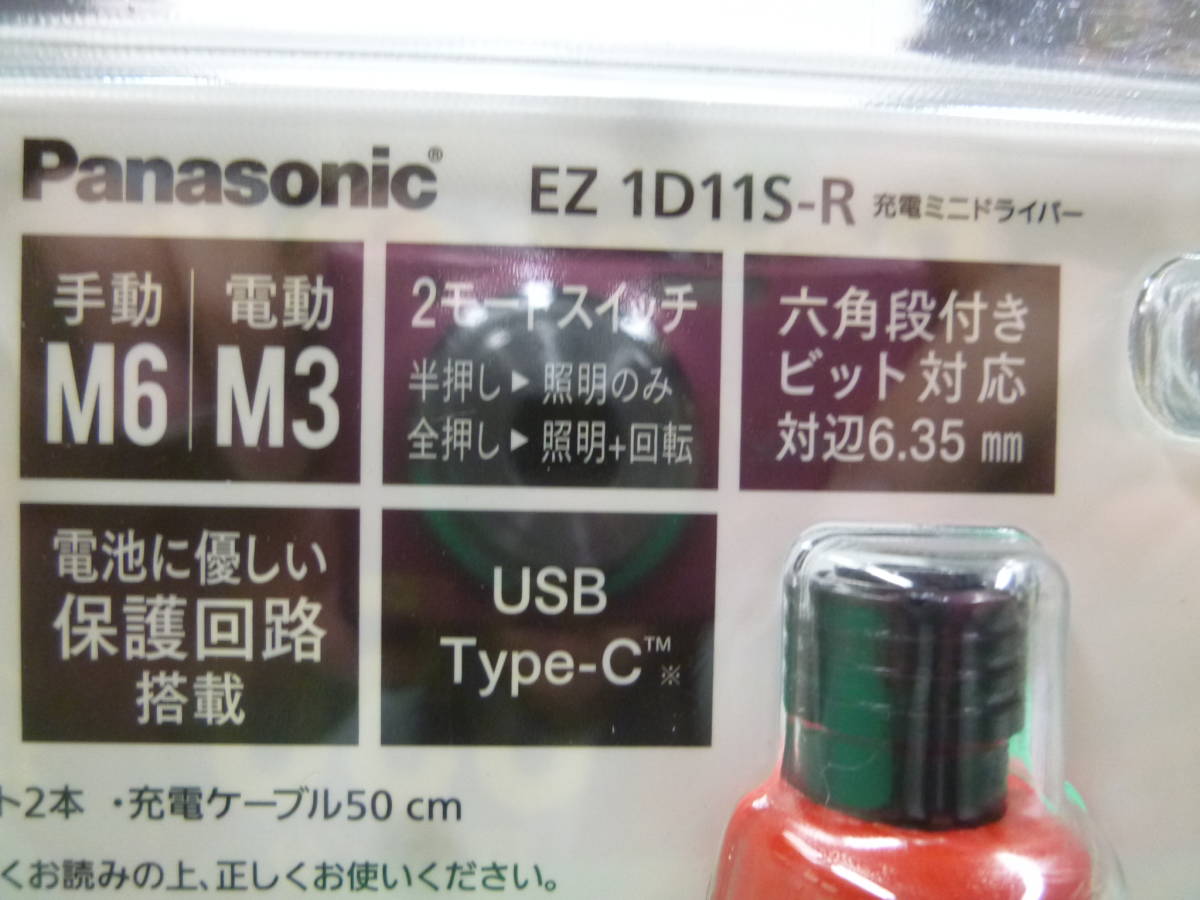 Panasonic® EZ 1D11S-R 充電ミニドライバー
手動 電動
M6 M3
2モードスイッチ
半押し▶照明のみ
全押し▶照明+回転
六角段付き
ビット対応
対辺6.35 mm
電池に優しい
保護回路
搭載
USB
Type-C™※
ト2本 ・充電ケーブル50 cm
くお読みの上、正しくお使いください。